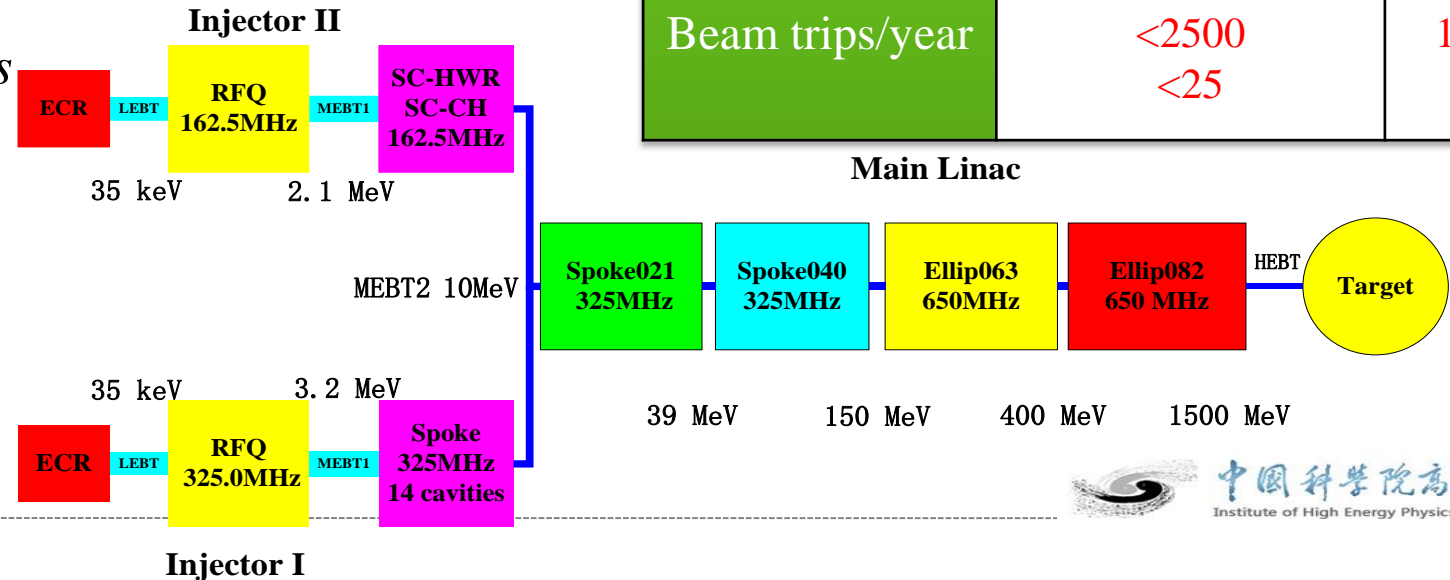 Injector II
Beam trips/year
<2500
<25
1
s
ECR
LEBT
RFQ
162.5MHz
MEBT1
SC-HWR
SC-CH
162.5MHz
35 keV
2.1 MeV
Main Linac
MEBT2 10MeV
Spoke021
325MHz
Spoke040
325MHz
Ellip063
650MHz
Ellip082
650 MHz
HEBT
Target
35 keV
3.2 MeV
39 MeV
150 MeV
400 MeV
1500 MeV
ECR
LEBT
RFQ
325.0MHz
MEBT1
Spoke
325MHz
14 cavities
中国科学院高
Institute of High Energy Physics
Injector I